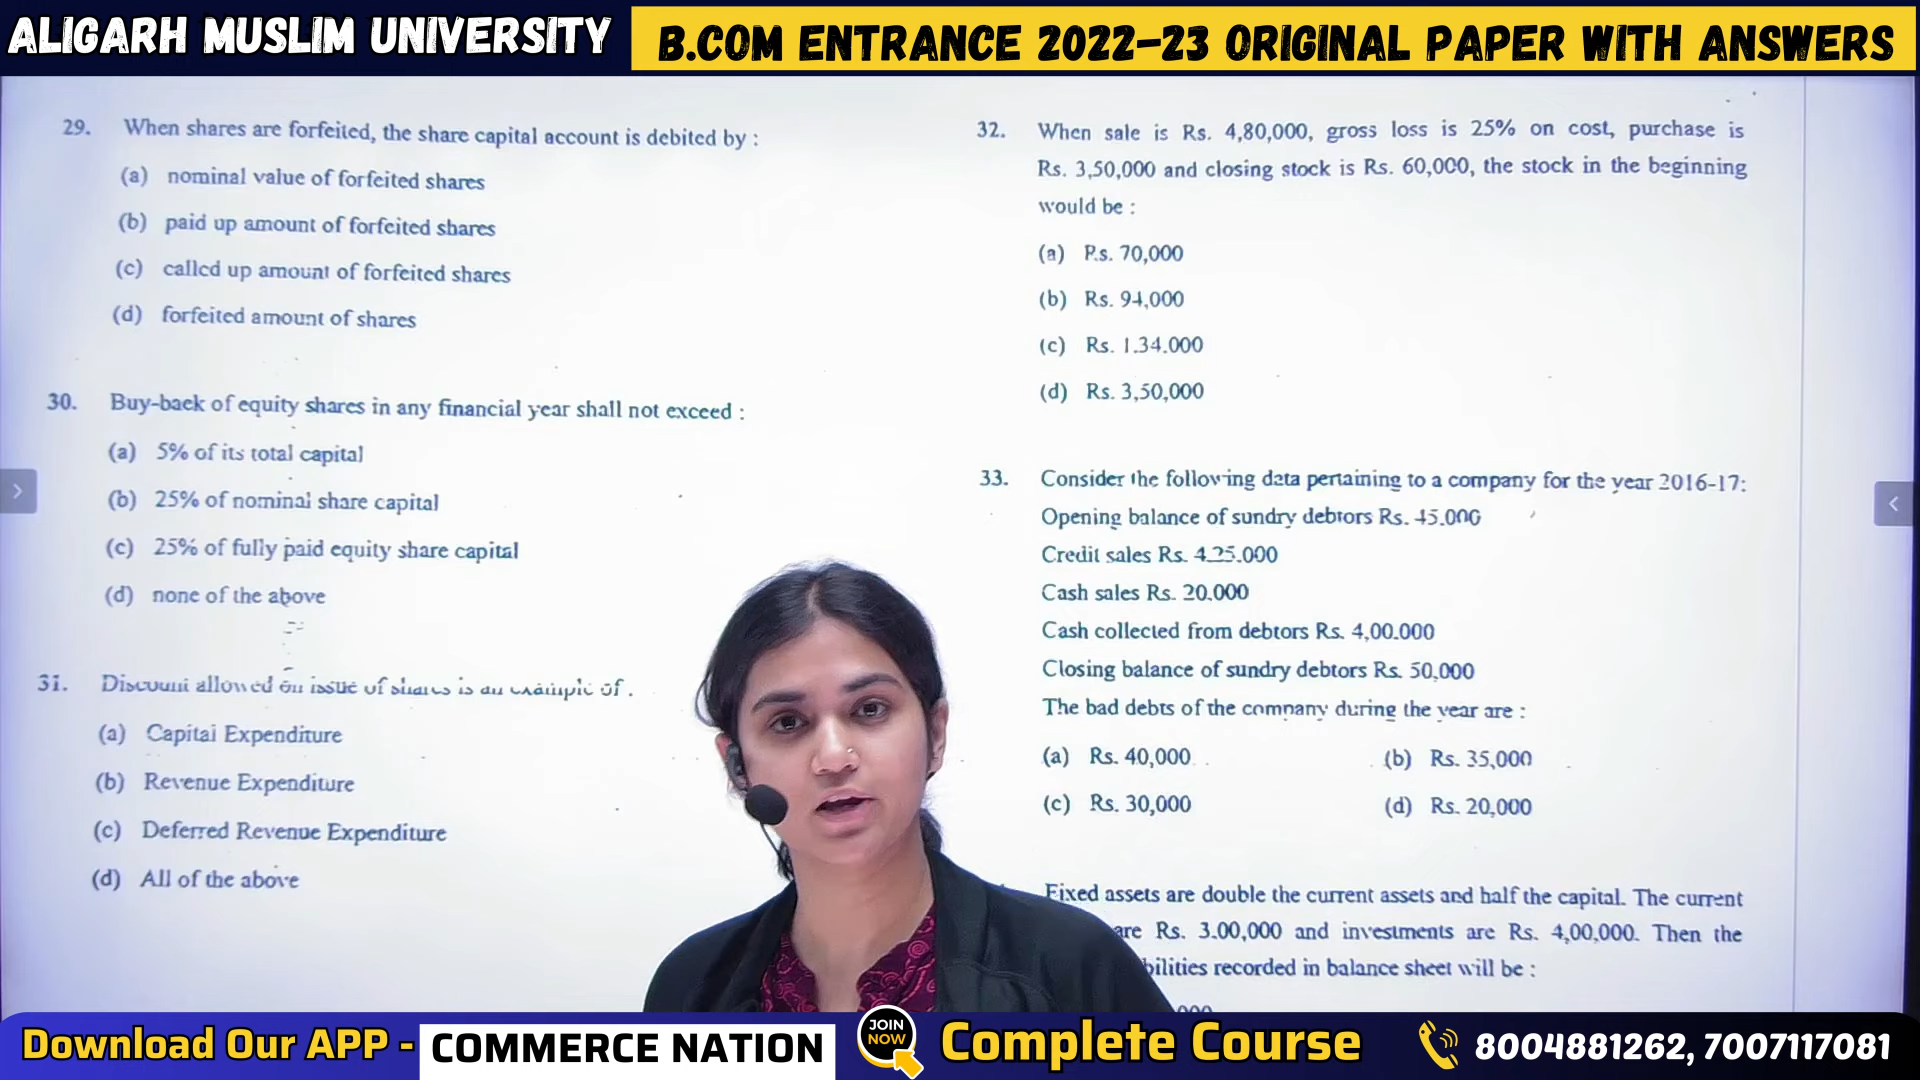 ALIGARH MUSLIM UNIVERSITY
B.COM ENTRANCE 2022–23 ORIGINAL PAPER WITH ANSWERS
29. When shares are forfeited, the share capital account is debited by :
(a) nominal value of forfeited shares
(b) paid up amount of forfeited shares
(c) called up amount of forfeited shares
(d) forfeited amount of shares
30. Buy-back of equity shares in any financial year shall not exceed :
(a) 5% of its total capital
(b) 25% of nominal share capital
(c) 25% of fully paid equity share capital
(d) none of the above
31. Discount allowed on issue of shares is an example of .
(a) Capital Expenditure
(b) Revenue Expenditure
(c) Deferred Revenue Expenditure
(d) All of the above
32. When sale is Rs. 4,80,000, gross loss is 25% on cost, purchase is
Rs. 3,50,000 and closing stock is Rs. 60,000, the stock in the beginning
would be :
(a) Rs. 70,000
(b) Rs. 94,000
(c) Rs. 1.34.000
(d) Rs. 3,50,000
33. Consider the following data pertaining to a company for the year 2016-17:
Opening balance of sundry debtors Rs. 45.000
Credit sales Rs. 4.25.000
Cash sales Rs. 20.000
Cash collected from debtors Rs. 4,00.000
Closing balance of sundry debtors Rs. 50,000
The bad debts of the company during the year are :
(a) Rs. 40,000
(b) Rs. 35,000
(c) Rs. 30,000
(d) Rs. 20,000
Fixed assets are double the current assets and half the capital. The current
are Rs. 3.00,000 and investments are Rs. 4,00,000. Then the
bilities recorded in balance sheet will be :
Download Our APP - COMMERCE NATION
JOIN NOW
Complete Course
8004881262, 7007117081